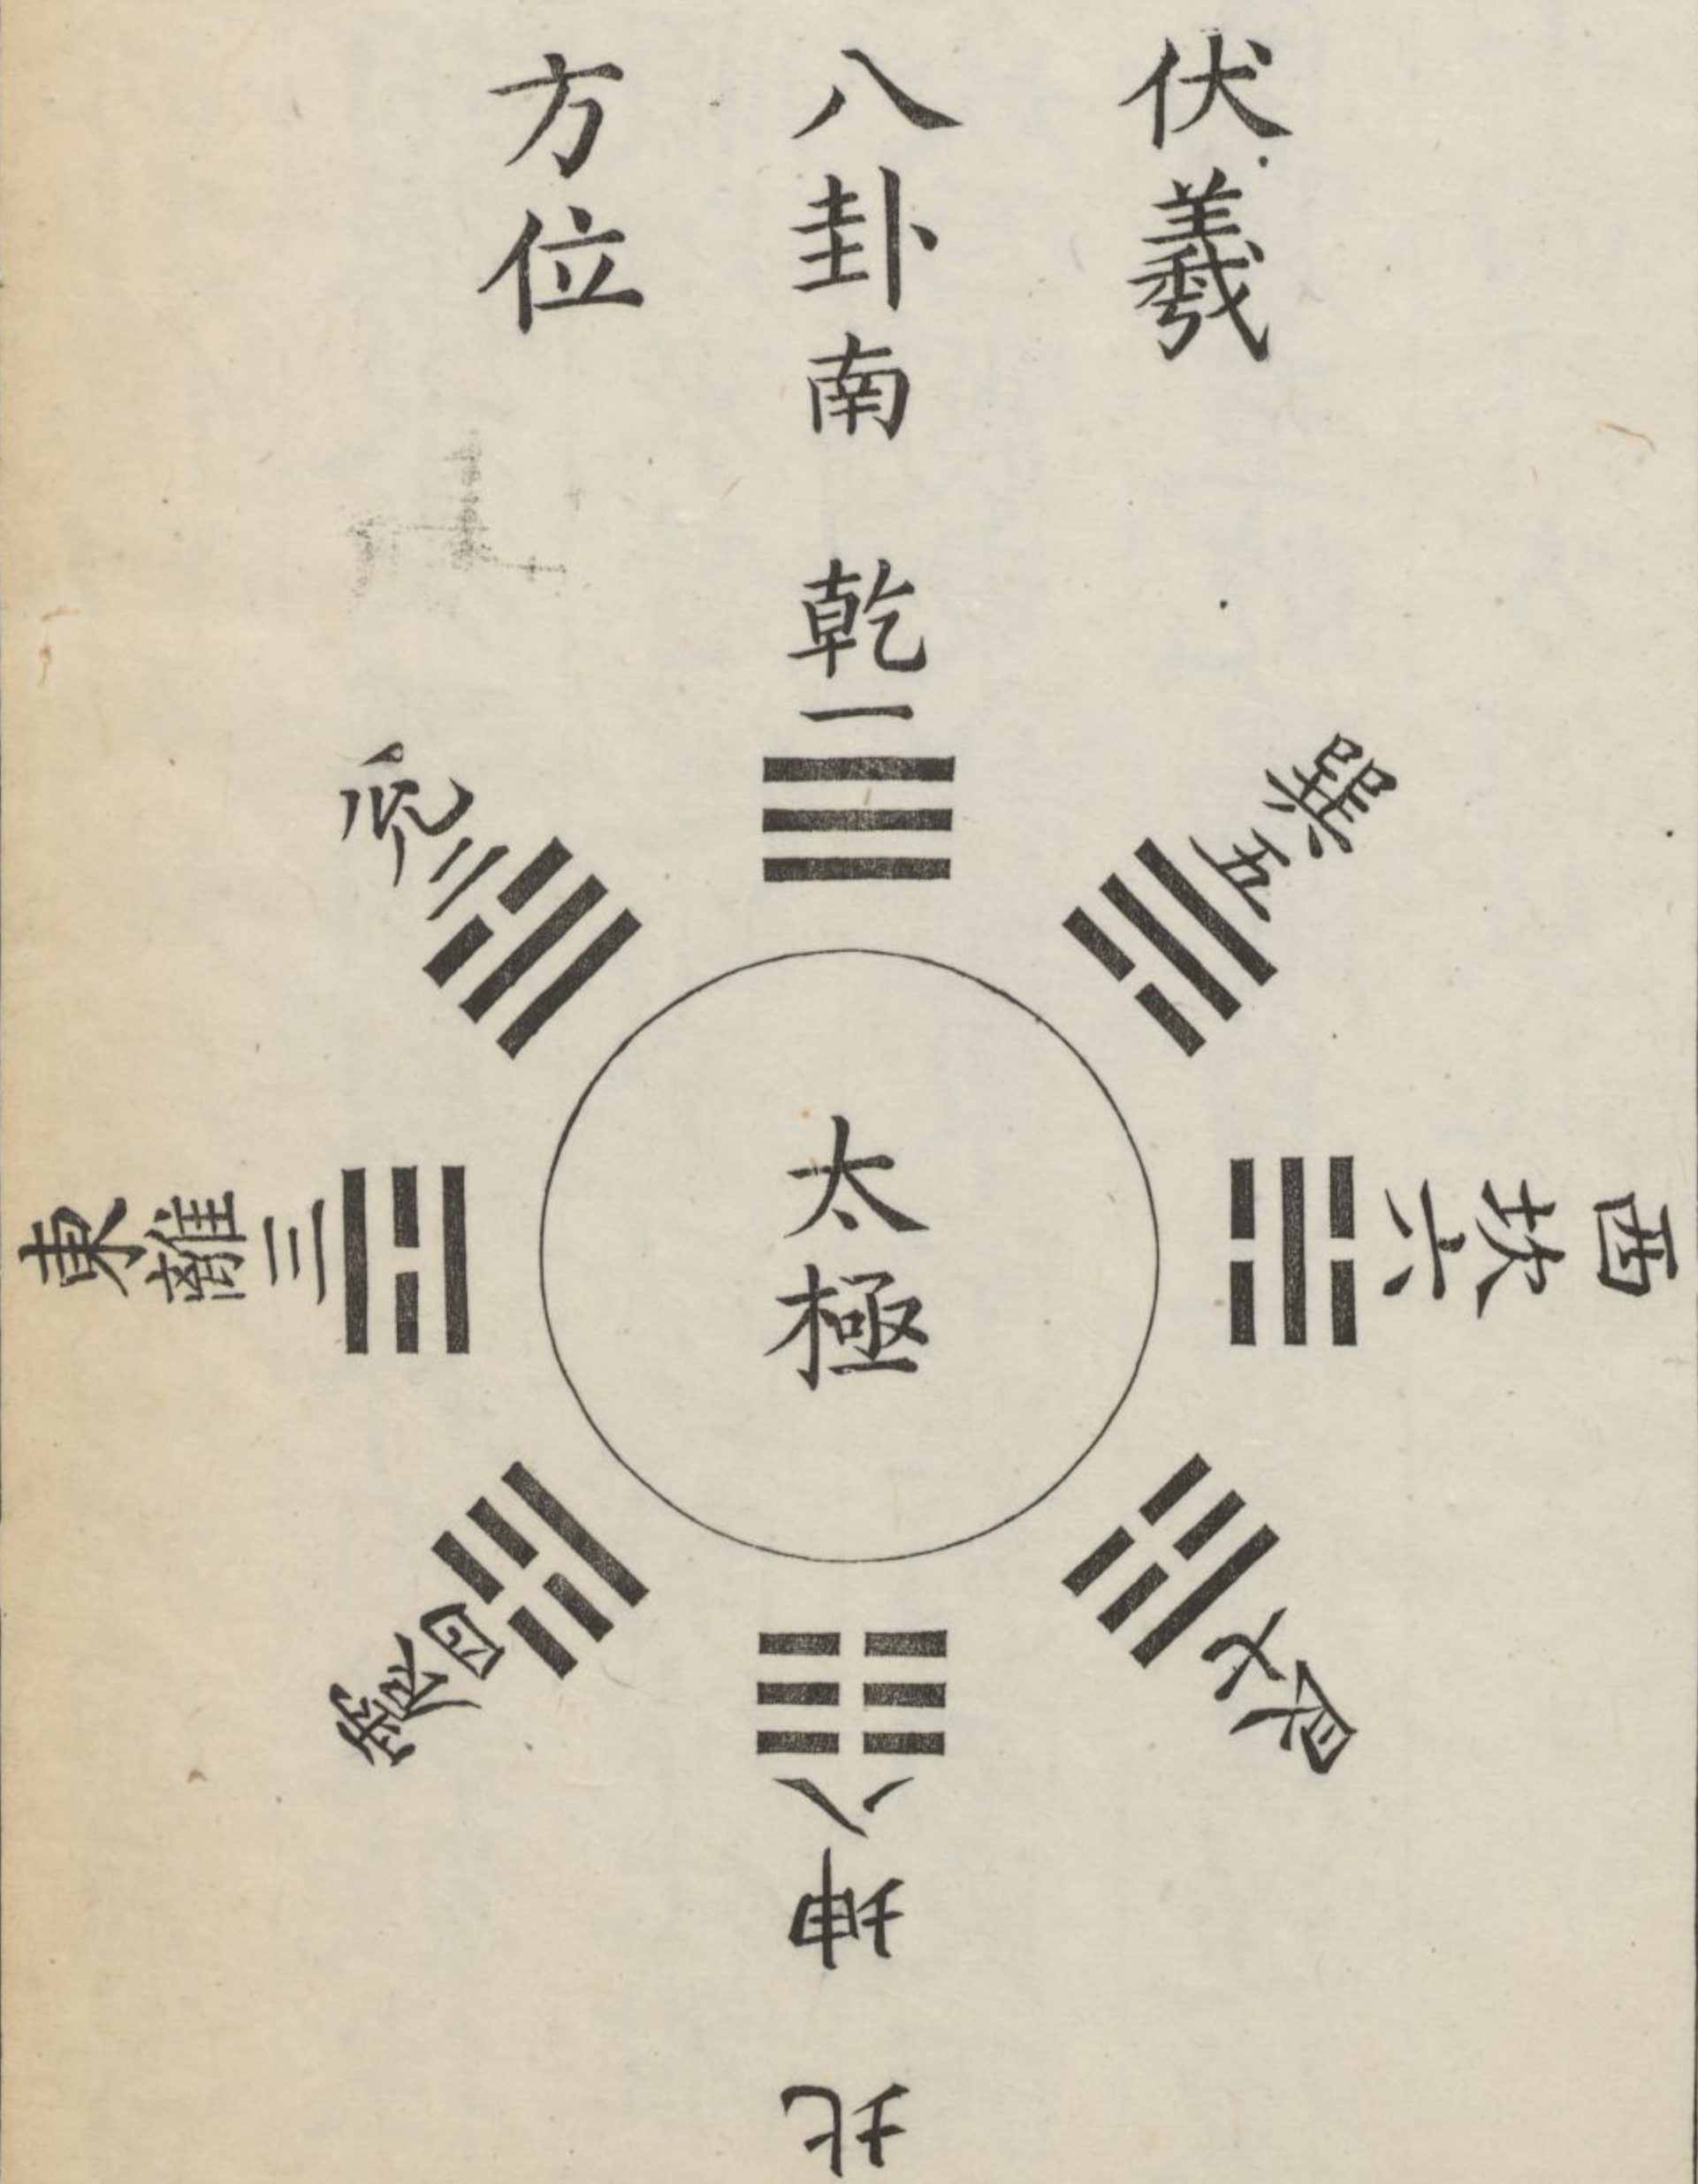 伏羲
八卦
方位
南
乾一
兌二
東
離三
震四
巽五
西
坎六
艮七
坤八
北
太極